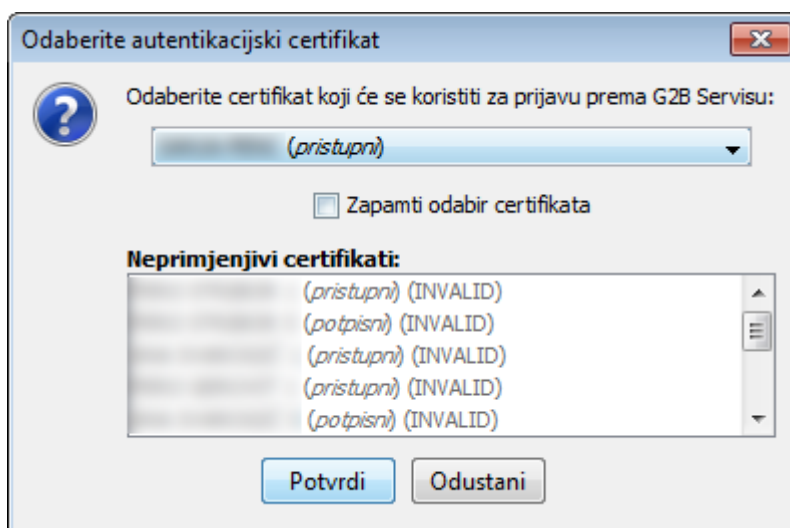 Odaberite autentikacijski certifikat
Odaberite certifikat koji će se koristiti za prijavu prema G2B Servisu:
(pristupni)
Zapamti odabir certifikata
Neprimjenjivi certifikati:
(pristupni) (INVALID)
(potpisni) (INVALID)
(pristupni) (INVALID)
(pristupni) (INVALID)
(potpisni) (INVALID)
Potvrdi Odustani